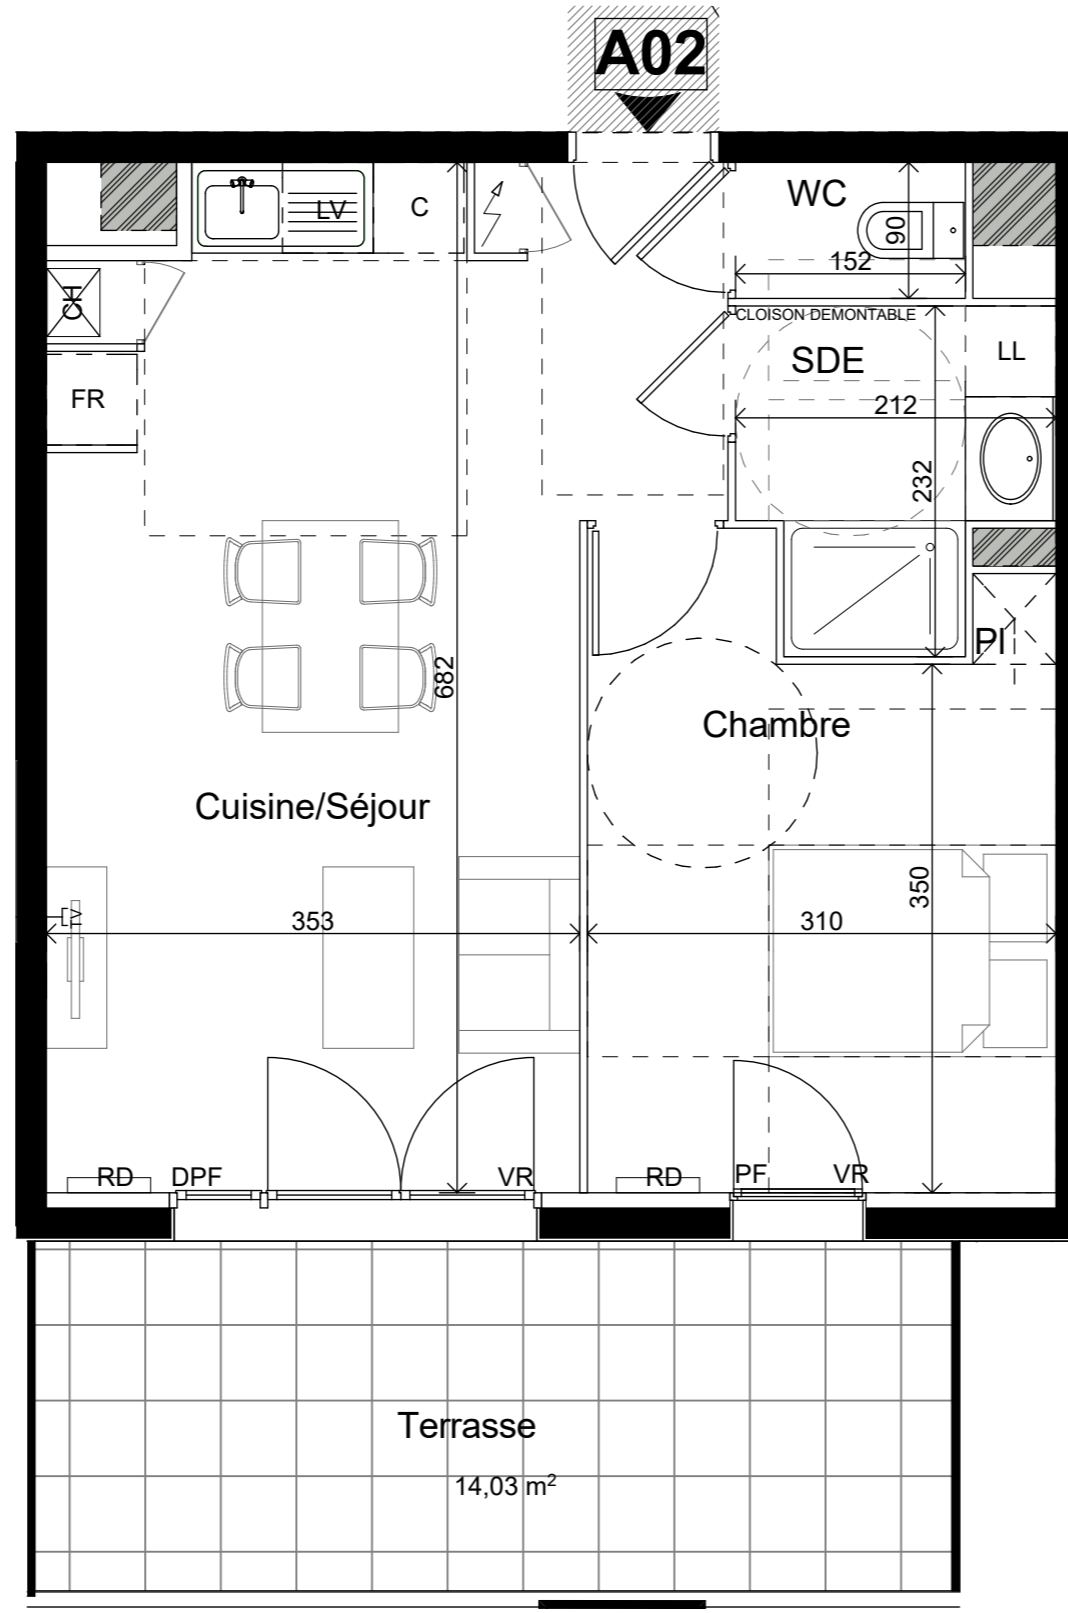 A02
WC
LV
C
90
152
CH
CLOISON DEMONTABLE
SDE
LL
FR
212
232
PI
682
Chambre
Cuisine/Séjour
350
TV
353
310
RD
DPF
VR
RD
PF
VR
Terrasse
14,03 m²